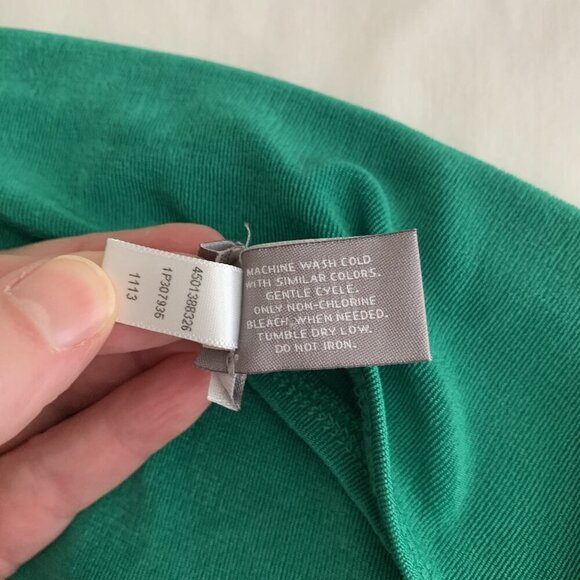 4501388326
1P307935
1113
MACHINE WASH COLD
WITH SIMILAR COLORS.
GENTLE CYCLE.
ONLY NON-CHLORINE
BLEACH, WHEN NEEDED.
TUMBLE DRY LOW.
DO NOT IRON.